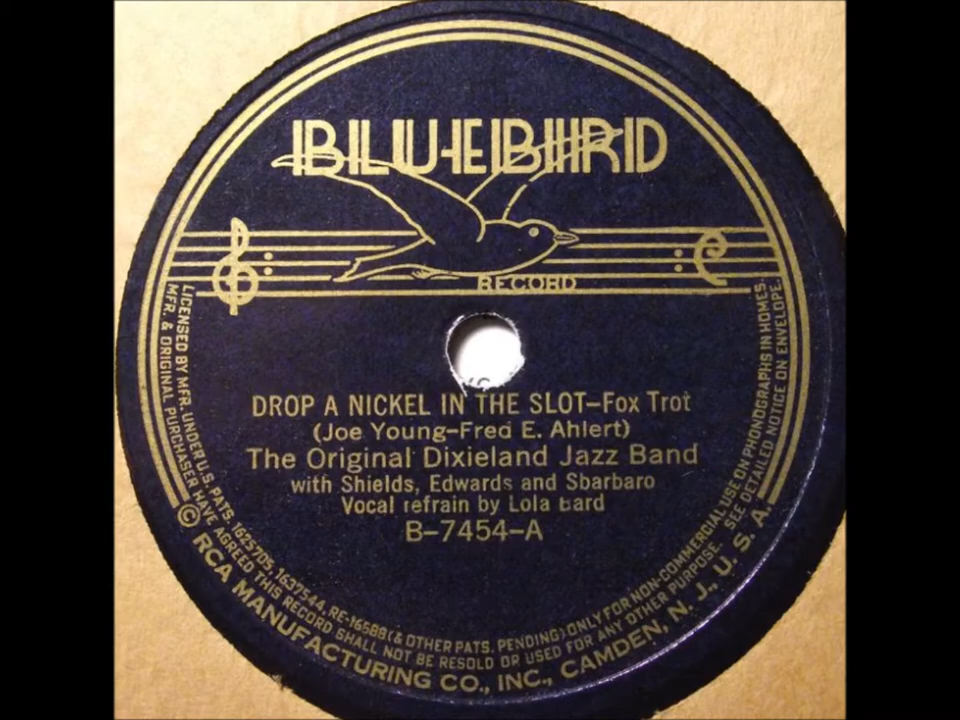 BLUEBIRD
RECORD
DROP A NICKEL IN THE SLOT—Fox Trot
(Joe Young—Fred E. Ahlert)
The Original Dixieland Jazz Band
with Shields, Edwards and Sbarbaro
Vocal refrain by Lola Bard
B-7454-A
LICENSED BY MFR. UNDER U.S. PATS. 1625705, 1637544, RE-16588 (& OTHER PATS. PENDING) ONLY FOR NON-COMMERCIAL USE ON PHONOGRAPHS IN HOMES.
MFR. & ORIGINAL PURCHASER HAVE AGREED THIS RECORD SHALL NOT BE RESOLD OR USED FOR ANY OTHER PURPOSE. SEE DETAILED NOTICE ON ENVELOPE.
© RCA MANUFACTURING CO., INC., CAMDEN, N. J., U. S. A.